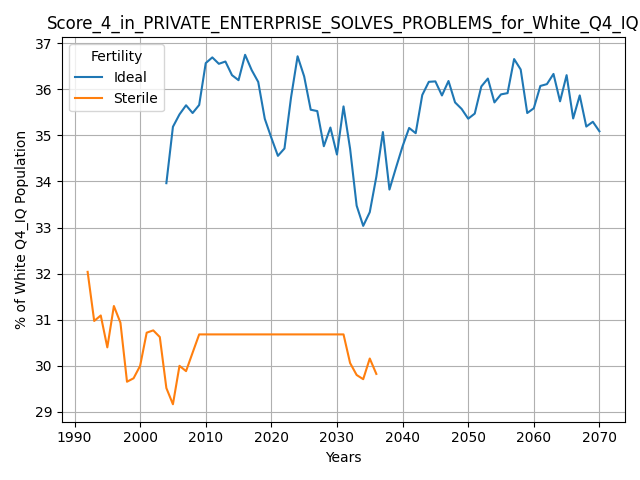 Score_4_in_PRIVATE_ENTERPRISE_SOLVES_PROBLEMS_for_White_Q4_IQ
Fertility
Ideal
Sterile
% of White Q4_IQ Population
37
36
35
34
33
32
31
30
29
1990 2000 2010 2020 2030 2040 2050 2060 2070
Years